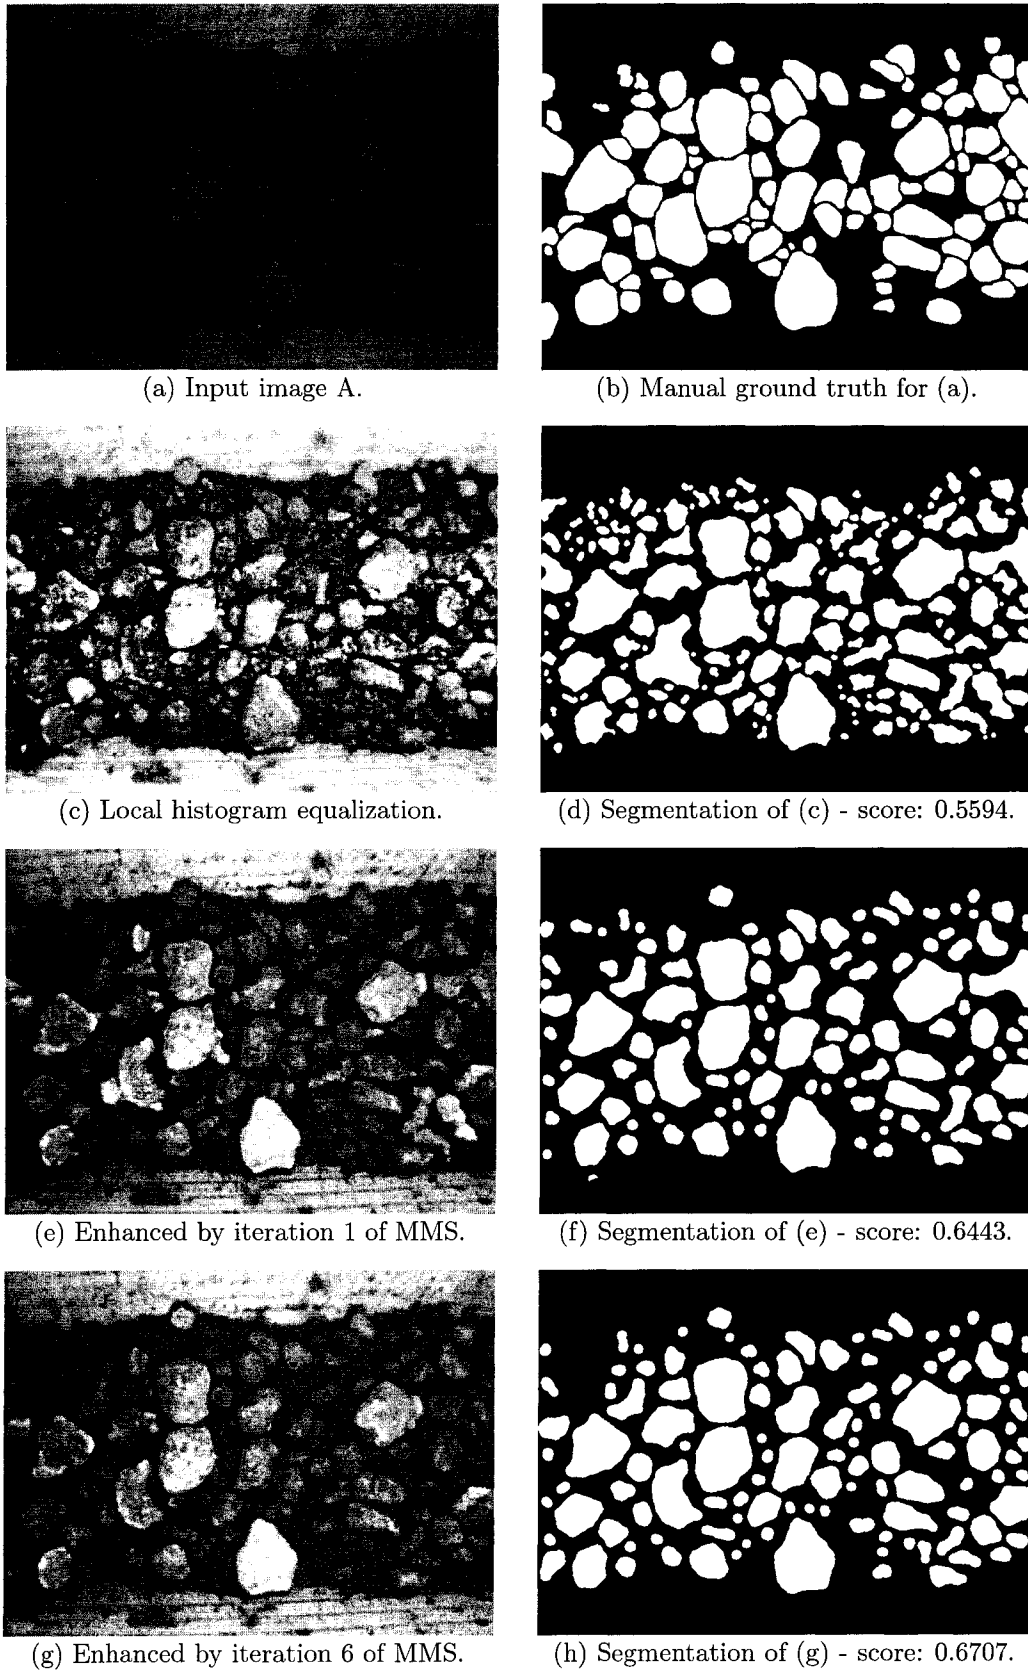 (a) Input image A.
(b) Manual ground truth for (a).
(c) Local histogram equalization.
(d) Segmentation of (c) - score: 0.5594.
(e) Enhanced by iteration 1 of MMS.
(f) Segmentation of (e) - score: 0.6443.
(g) Enhanced by iteration 6 of MMS.
(h) Segmentation of (g) - score: 0.6707.